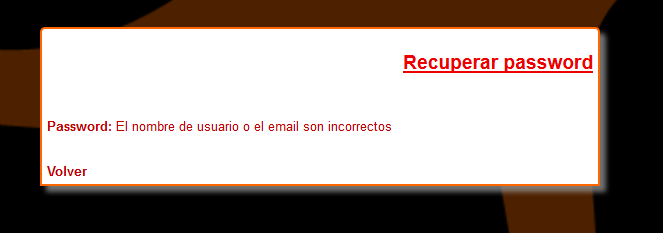 Recuperar password
Password: El nombre de usuario o el email son incorrectos
Volver